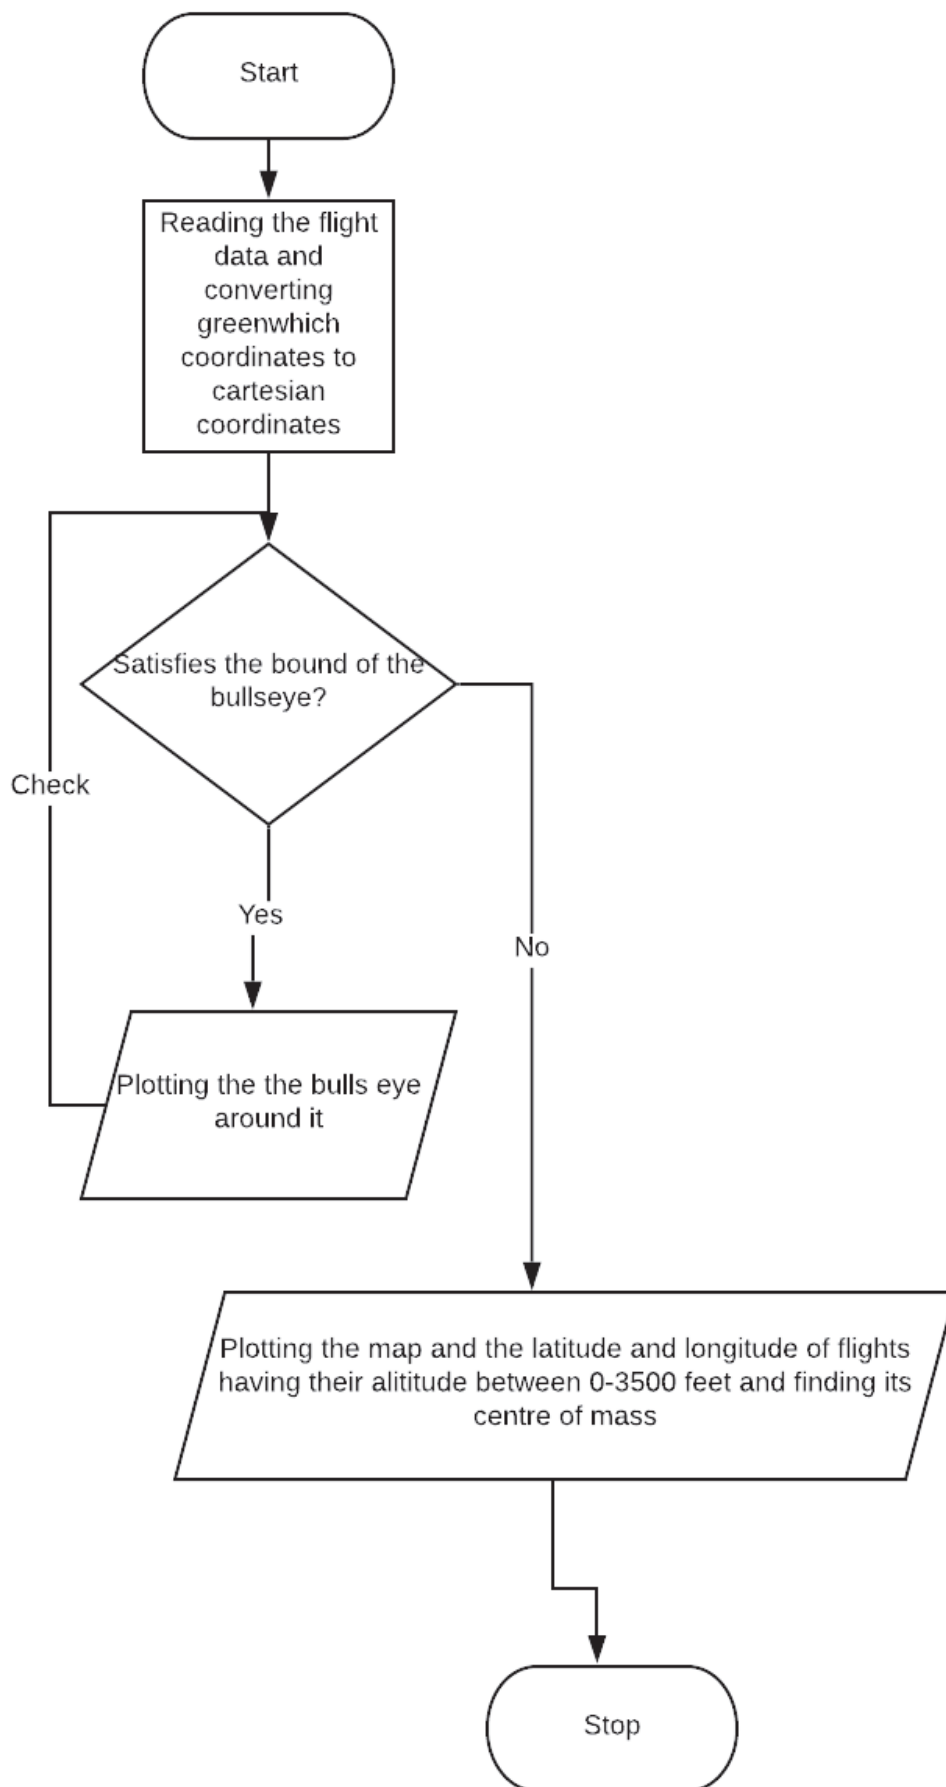 Start
Reading the flight
data and
converting
greenwhich
coordinates to
cartesian
coordinates
Satisfies the bound of the
bullseye?
Check
Yes
No
Plotting the the bulls eye
around it
Plotting the map and the latitude and longitude of flights
having their alititude between 0-3500 feet and finding its
centre of mass
Stop